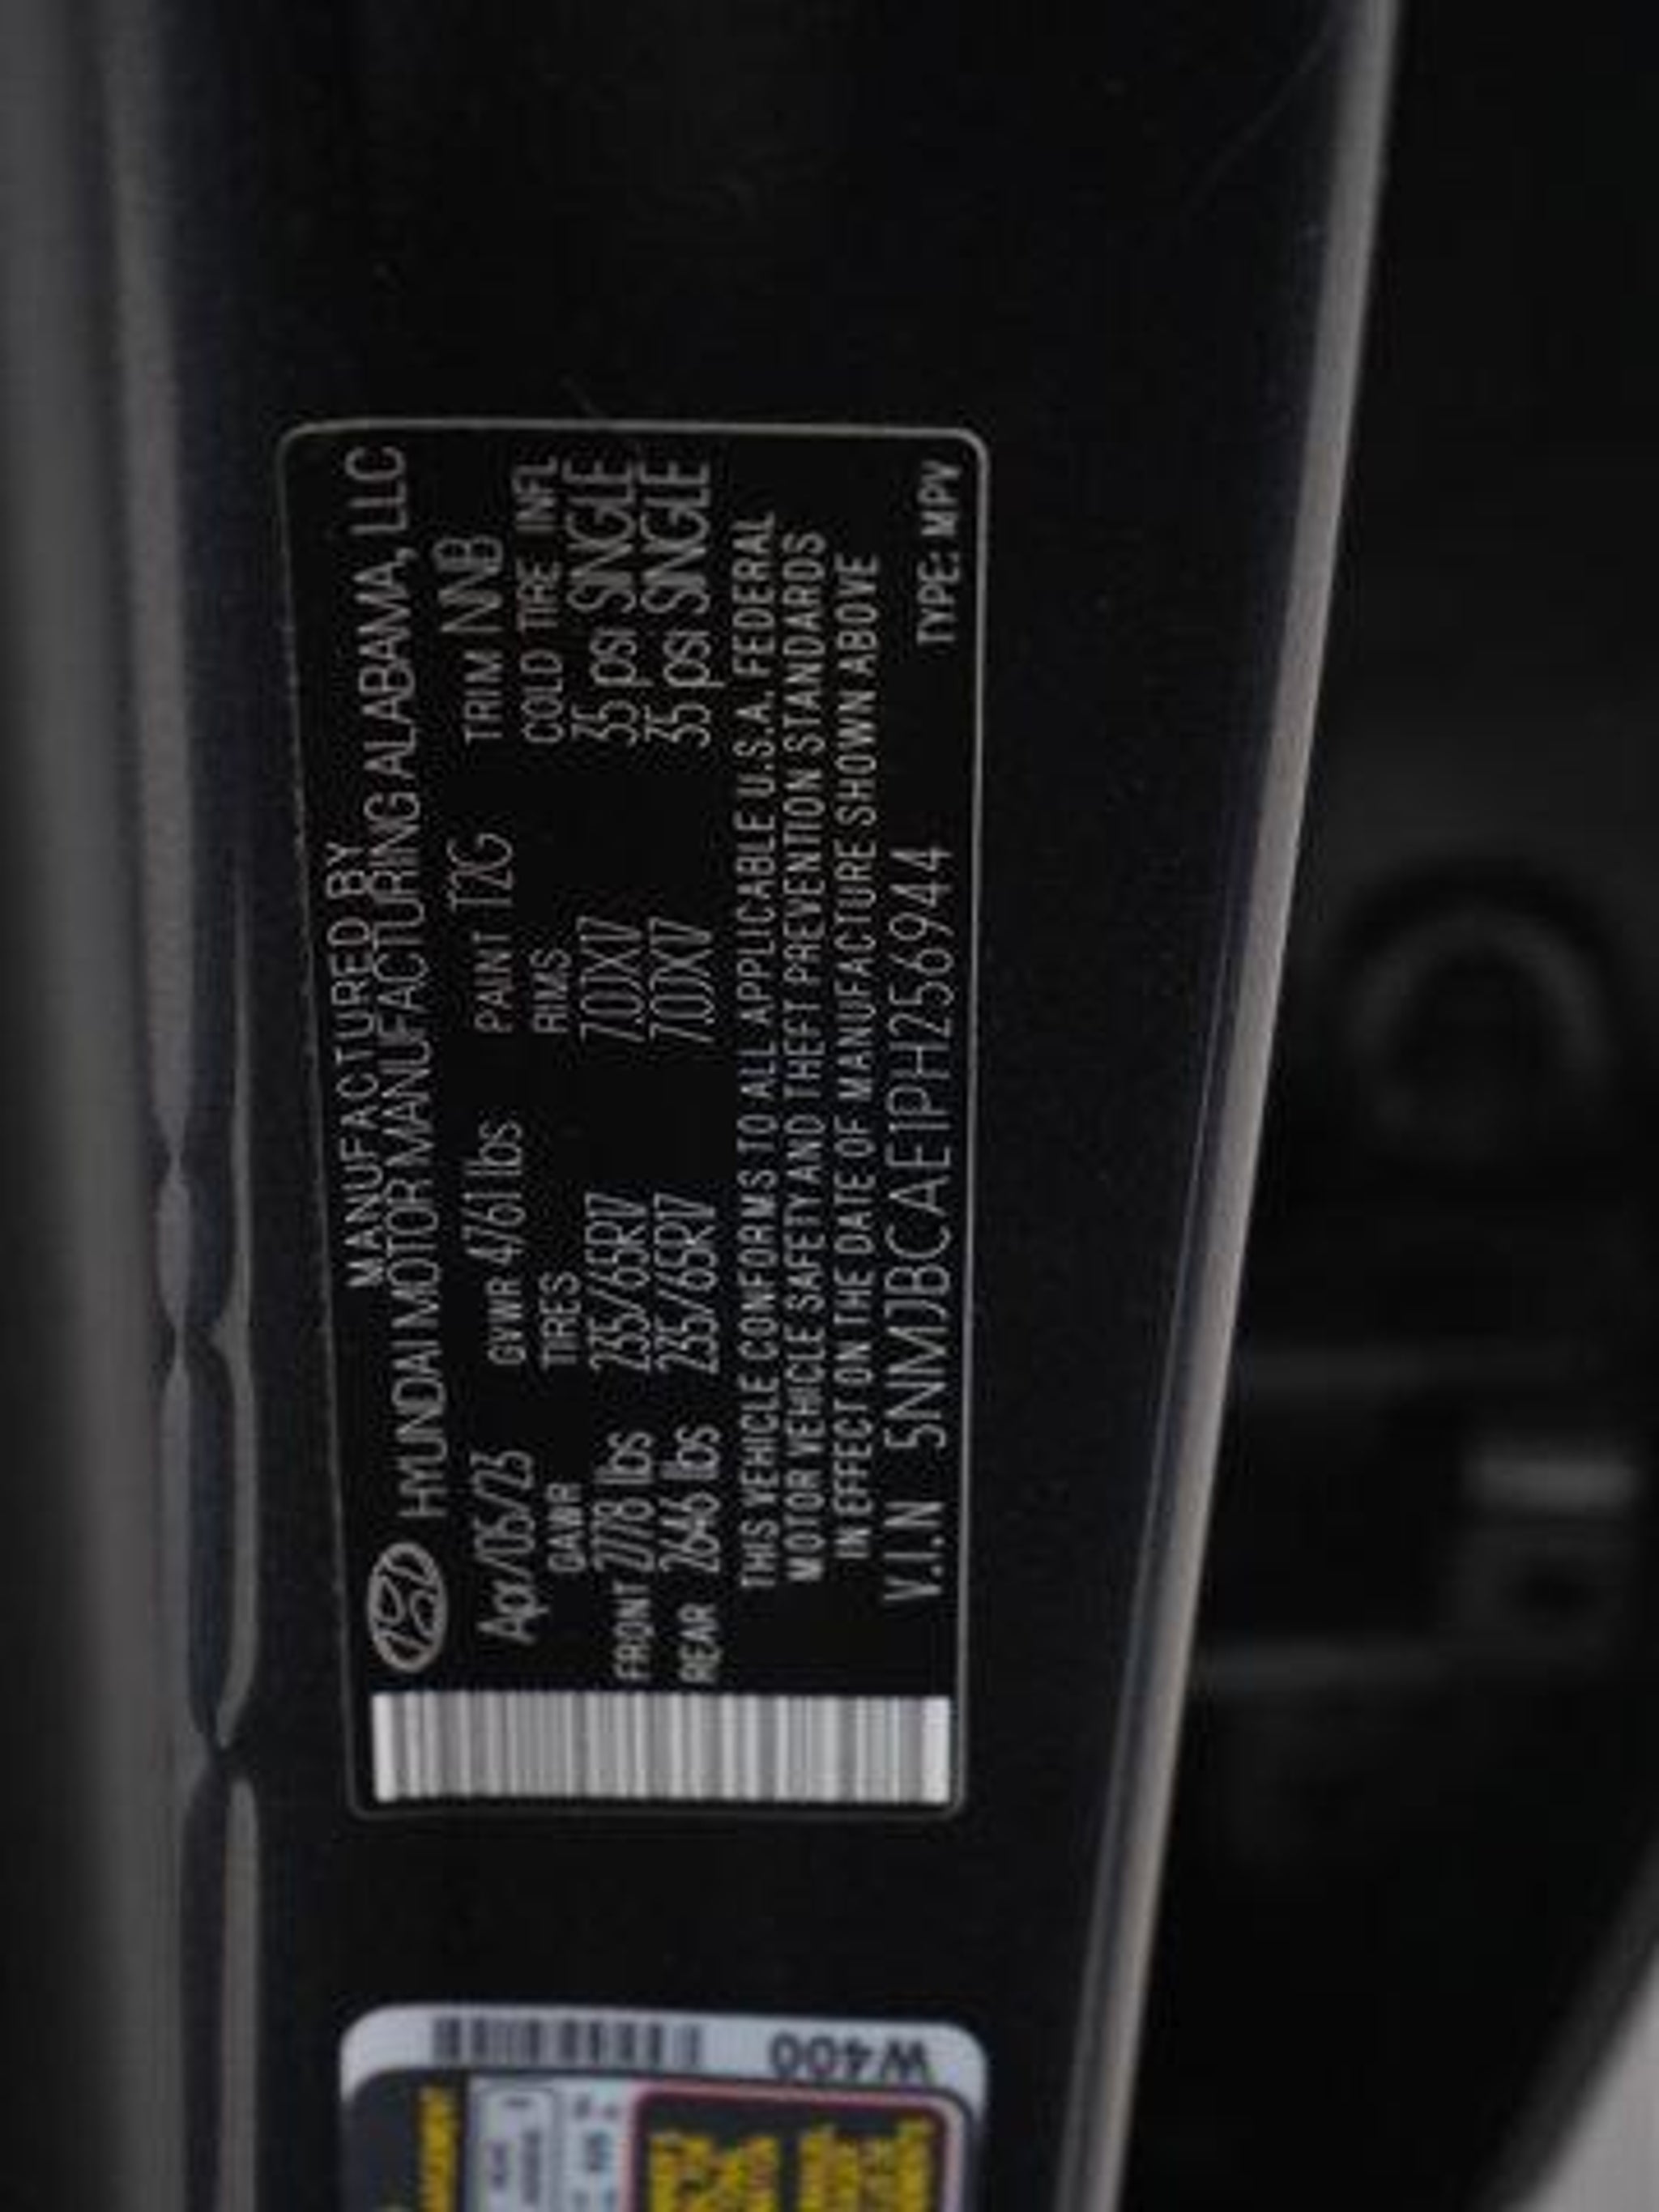 MANUFACTURED BY
HYUNDAI MOTOR MANUFACTURING ALABAMA, LLC
Apr/05/23 GVWR 4761 lbs PAINT T2G TRIM NNB
GAWR TIRES RIMS COLD TIRE INFL
FRONT 2778 lbs 235/65R17 7.0JX17 35 psi SINGLE
REAR 2646 lbs 235/65R17 7.0JX17 35 psi SINGLE
THIS VEHICLE CONFORMS TO ALL APPLICABLE U.S.A. FEDERAL
MOTOR VEHICLE SAFETY AND THEFT PREVENTION STANDARDS
IN EFFECT ON THE DATE OF MANUFACTURE SHOWN ABOVE
V.I.N 5NMJBCAE1PH256944 TYPE: MPV
W400